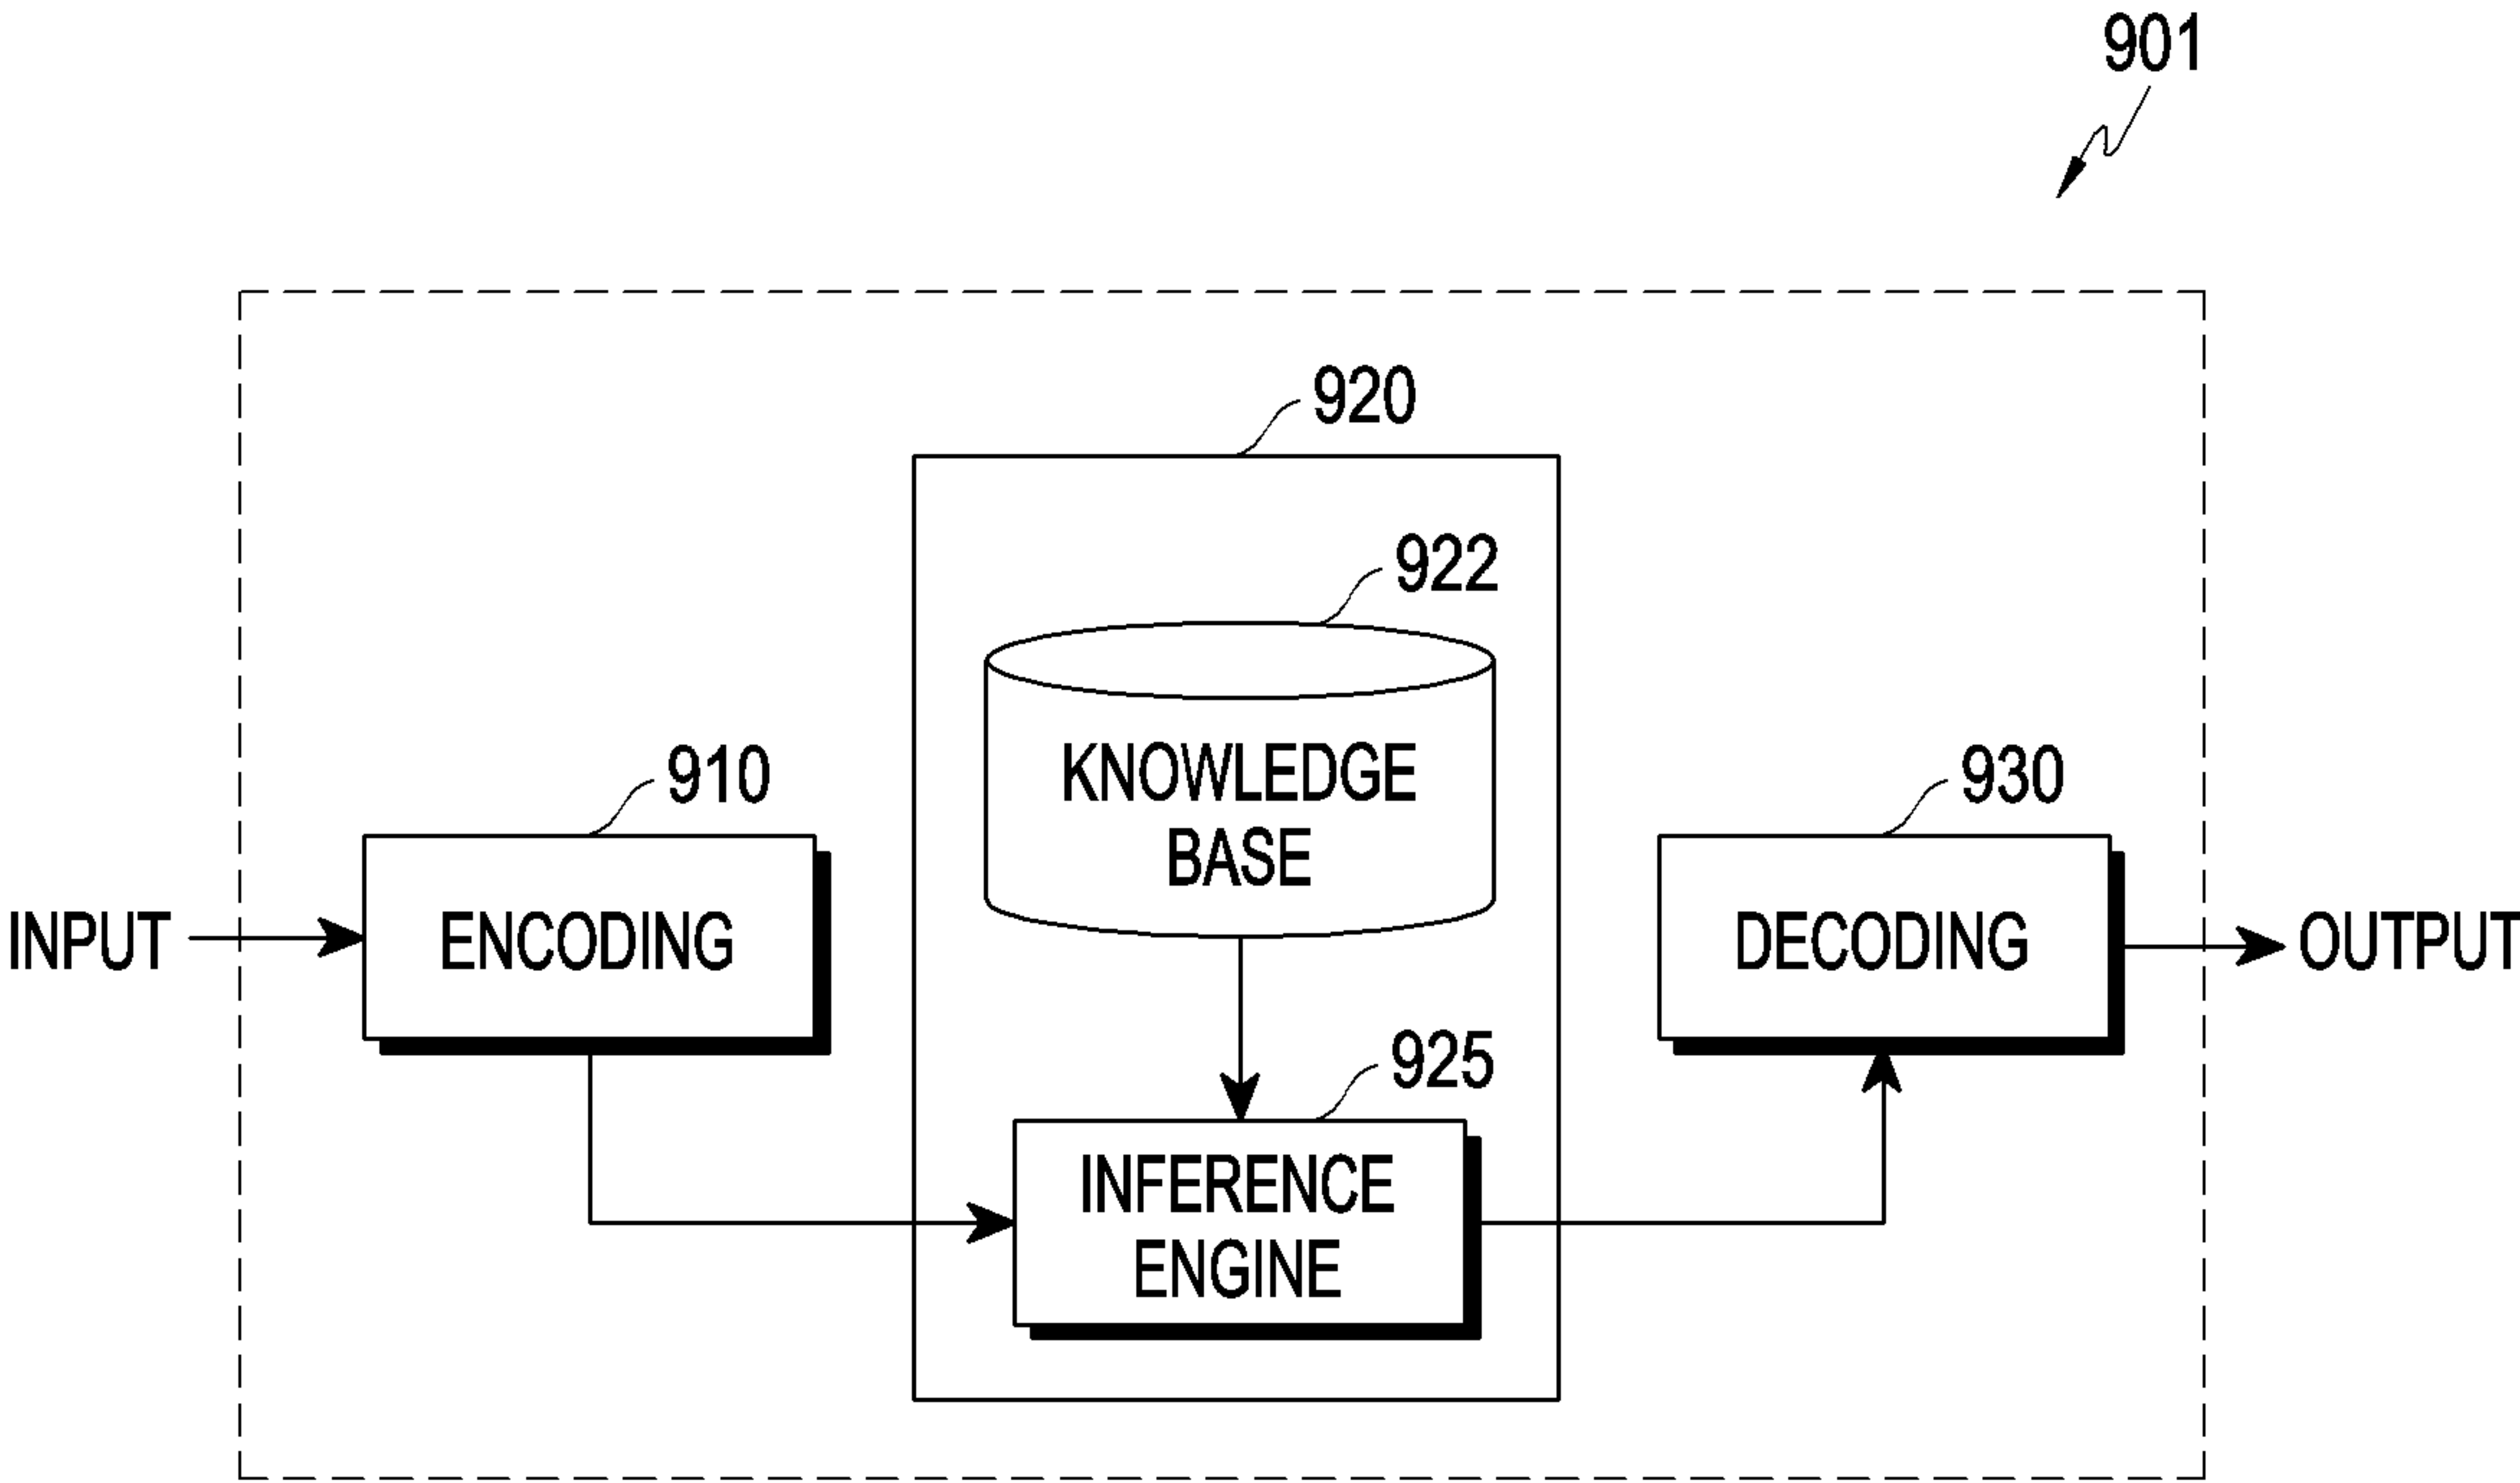 901
920
922
KNOWLEDGE
BASE
910
930
INPUT
ENCODING
DECODING
OUTPUT
925
INFERENCE
ENGINE